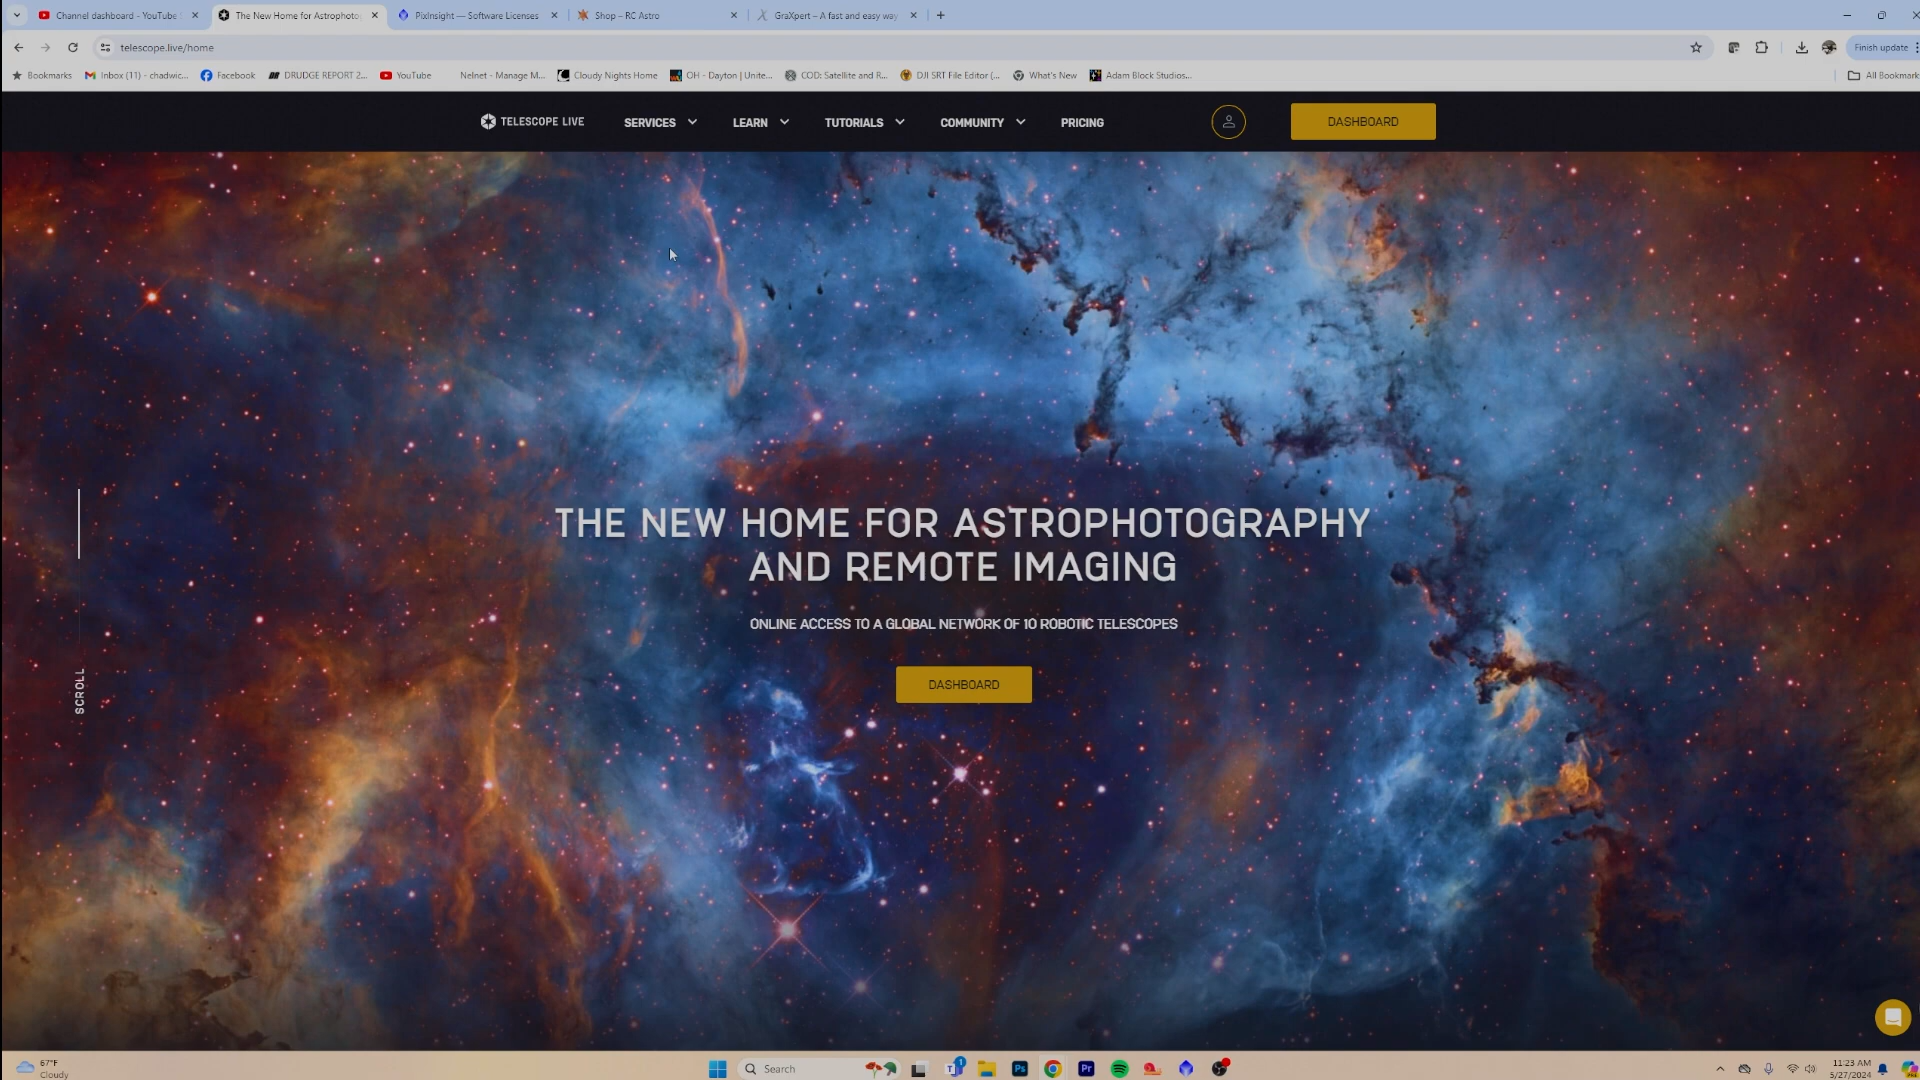 Channel dashboard - YouTube
The New Home for Astrophoto
PixInsight — Software Licenses
Shop – RC Astro
GraXpert – A fast and easy way
telescope.live/home
Finish update
Bookmarks
Inbox (11) - chadwic...
Facebook
DRUDGE REPORT 2...
YouTube
Nelnet - Manage M...
Cloudy Nights Home
OH - Dayton | Unite...
COD: Satellite and R...
DJI SRT File Editor (...
What's New
Adam Block Studios...
All Bookmark
TELESCOPE LIVE
SERVICES
LEARN
TUTORIALS
COMMUNITY
PRICING
DASHBOARD
THE NEW HOME FOR ASTROPHOTOGRAPHY
AND REMOTE IMAGING
ONLINE ACCESS TO A GLOBAL NETWORK OF 10 ROBOTIC TELESCOPES
DASHBOARD
SCROLL
67°F
Cloudy
Search
1
Ps
Pr
11:23 AM
5/27/2024